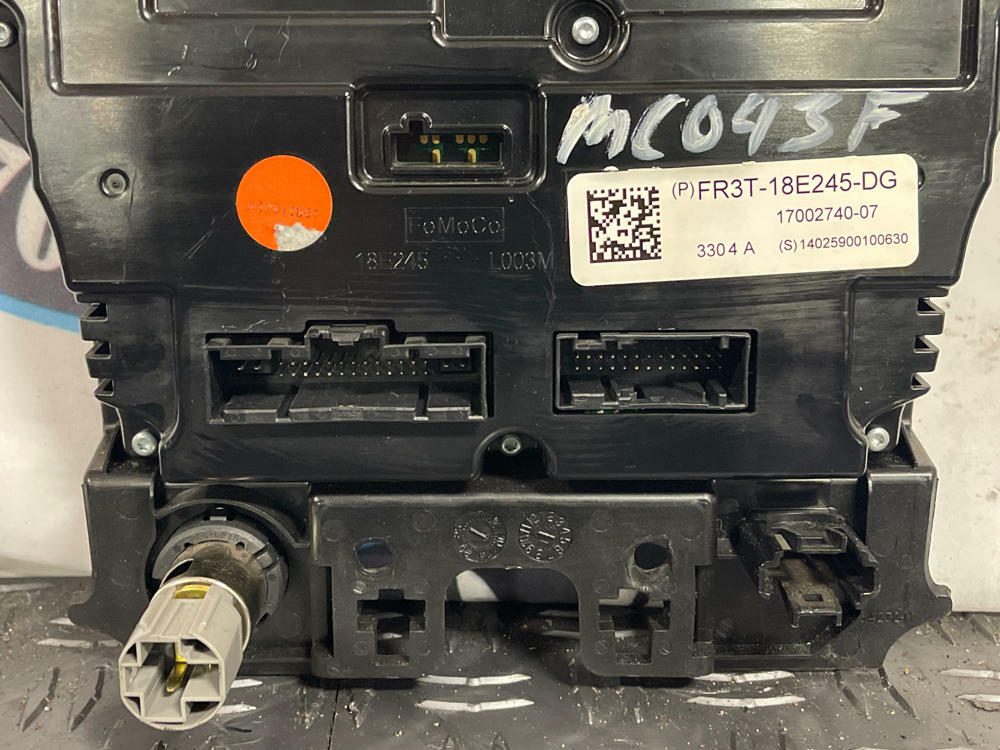 MC043F
(P)FR3T-18E245-DG
17002740-07
3304 A (S)14025900100630
FoMoCo
18E245 L003M